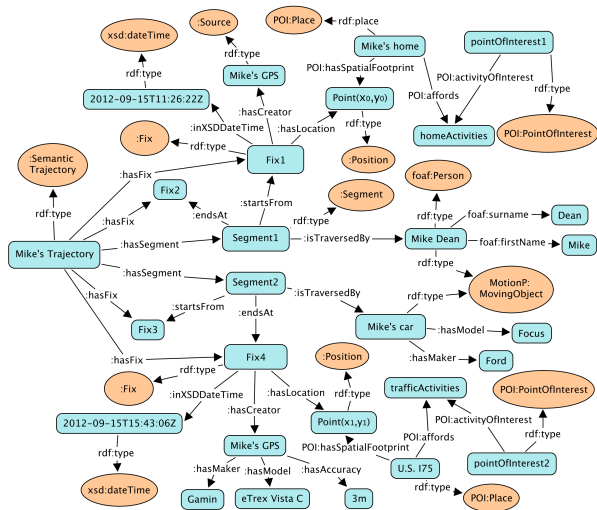 POI:Place
:Source
rdf:place
xsd:dateTime
Mike's home
pointOfInterest1
rdf:type
rdf:type
POI:hasSpatialFootprint
Mike's GPS
POI:activityOfInterest
rdf:type
2012-09-15T11:26:22Z
:hasCreator
Point(x0,y0)
POI:affords
:inXSDDateTime
:hasLocation
rdf:type
homeActivities
POI:PointOfInterest
:Fix
rdf:type
Fix1
:Position
:Semantic
Trajectory
:hasFix
foaf:Person
Fix2
:startsFrom
:Segment
rdf:type
:hasFix
:endsAt
rdf:type
rdf:type
foaf:surname
Dean
Mike's Trajectory
:hasSegment
Segment1
:isTraversedBy
Mike Dean
foaf:firstName
Mike
:hasSegment
rdf:type
Segment2
MotionP:
MovingObject
:hasFix
:startsFrom
:isTraversedBy
rdf:type
:endsAt
Fix3
Mike's car
:hasModel
Focus
:hasFix
Fix4
:Position
:hasMaker
Ford
:Fix
rdf:type
:hasLocation
rdf:type
trafficActivities
POI:PointOfInterest
:inXSDDateTime
:hasCreator
2012-09-15T15:43:06Z
Point(x1,y1)
POI:activityOfInterest
POI:affords
rdf:type
Mike's GPS
POI:hasSpatialFootprint
rdf:type
:hasMaker
:hasModel
:hasAccuracy
U.S. I75
pointOfInterest2
xsd:dateTime
rdf:type
Gamin
eTrex Vista C
3m
POI:Place